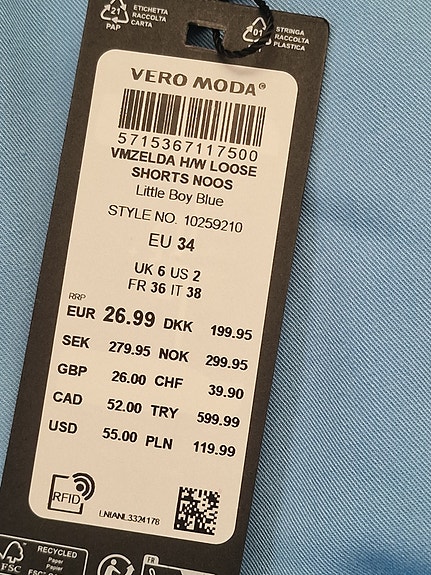 21
PAP
ETICHETTA
RACCOLTA
CARTA
01
PAP
STRINGA
RACCOLTA
PLASTICA
VERO MODA®
5715367117500
VMZELDA H/W LOOSE
SHORTS NOOS
Little Boy Blue
STYLE NO. 10259210
EU 34
UK 6 US 2
FR 36 IT 38
RRP
EUR 26.99 DKK 199.95
SEK 279.95 NOK 299.95
GBP 26.00 CHF 39.90
CAD 52.00 TRY 599.99
USD 55.00 PLN 119.99
RFID
LNIANL3324178
FSC
RECYCLED
Paper
FR